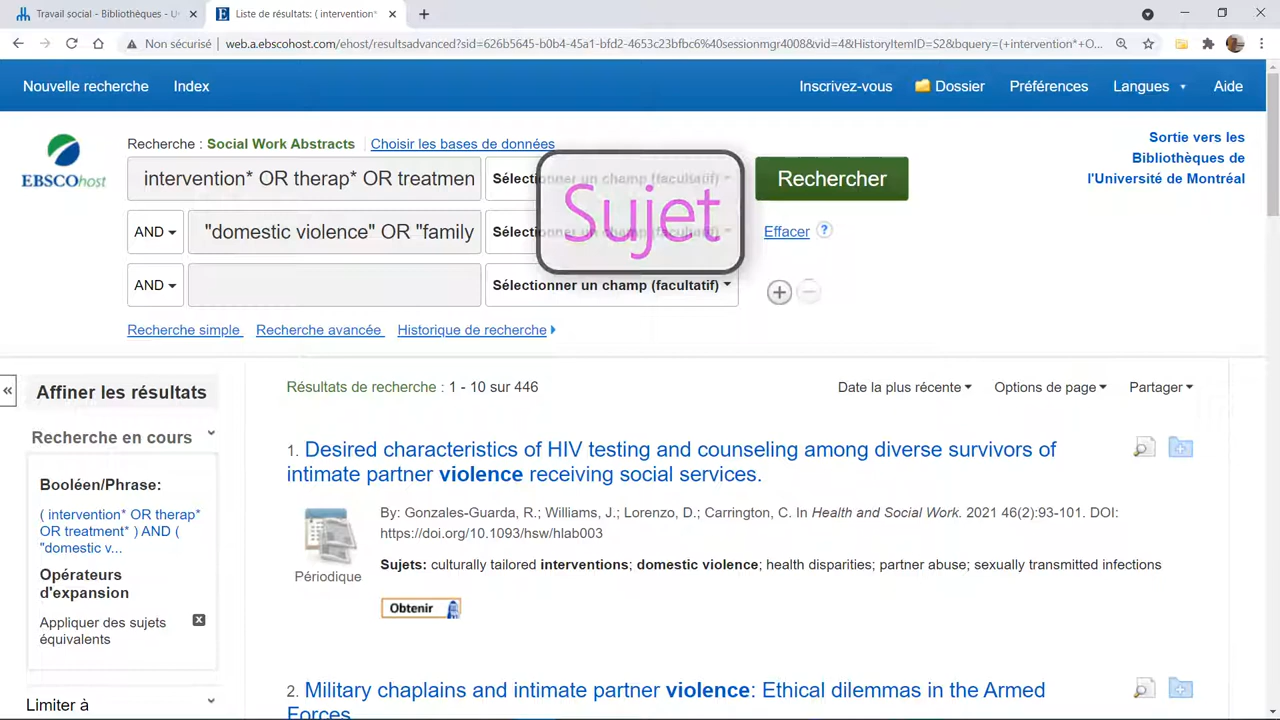 Travail social - Bibliothèques - U
Liste de résultats: ( intervention*
Non sécurisé
web.a.ebscohost.com/ehost/resultsadvanced?sid=626b5645-b0b4-45a1-bfd2-4653c23bfbc6%40sessionmgr4008&vid=4&HistoryItemID=S2&bquery=(+intervention*+O...
Nouvelle recherche
Index
Inscrivez-vous
Dossier
Préférences
Langues
Aide
EBSCOhost
Recherche : Social Work Abstracts
Choisir les bases de données
Sortie vers les
Bibliothèques de
l'Université de Montréal
intervention* OR therap* OR treatmen
Sélectionner un champ (facultatif)
Rechercher
Sujet
AND
"domestic violence" OR "family
Sélectionner un champ (facultatif)
Effacer
?
AND
Sélectionner un champ (facultatif)
Recherche simple
Recherche avancée
Historique de recherche
Affiner les résultats
Recherche en cours
Booléen/Phrase:
( intervention* OR therap*
OR treatment* ) AND (
"domestic v...
Opérateurs
d'expansion
Appliquer des sujets
équivalents
Limiter à
Résultats de recherche : 1 - 10 sur 446
Date la plus récente
Options de page
Partager
1. Desired characteristics of HIV testing and counseling among diverse survivors of
intimate partner violence receiving social services.
By: Gonzales-Guarda, R.; Williams, J.; Lorenzo, D.; Carrington, C. In Health and Social Work. 2021 46(2):93-101. DOI:
https://doi.org/10.1093/hsw/hlab003
Périodique
Sujets: culturally tailored interventions; domestic violence; health disparities; partner abuse; sexually transmitted infections
Obtenir
2. Military chaplains and intimate partner violence: Ethical dilemmas in the Armed
Forces